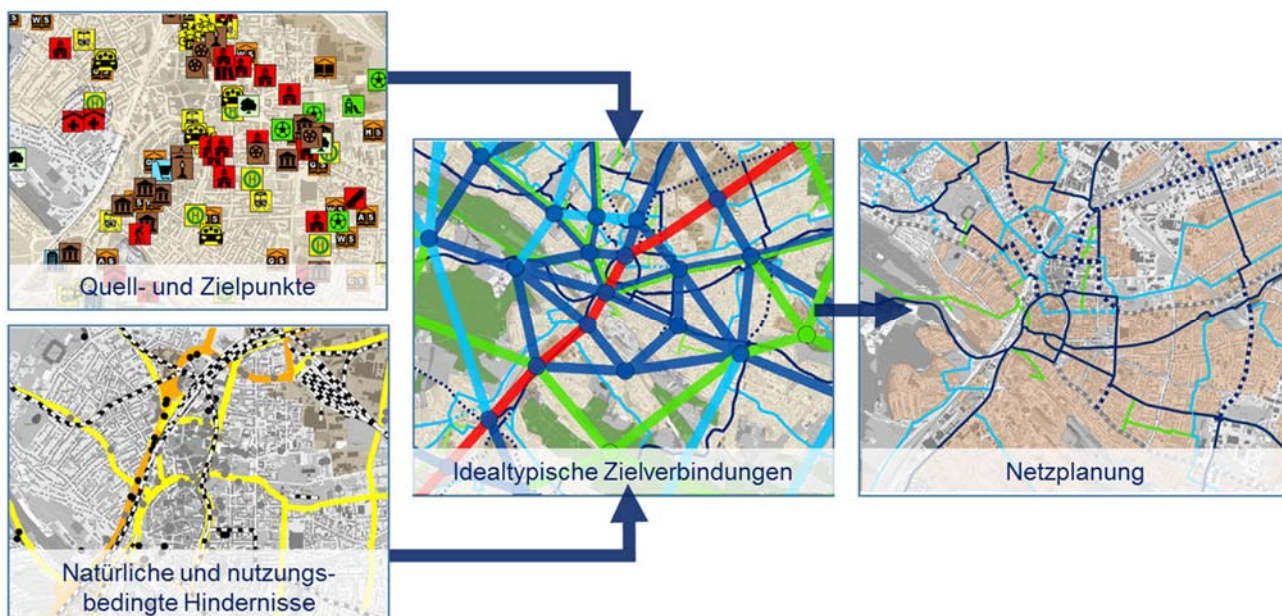 Quell- und Zielpunkte
Natürliche und nutzungs-
bedingte Hindernisse
Idealtypische Zielverbindungen
Netzplanung